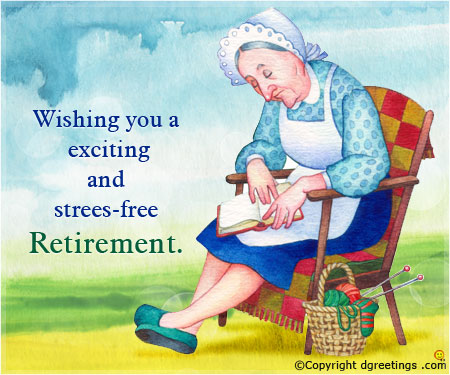 Wishing you a
exciting
and
strees-free
Retirement.
©Copyright dgreetings .com